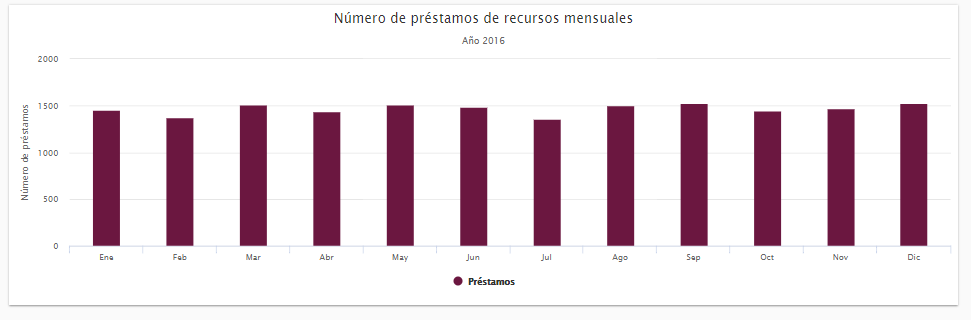 Número de préstamos de recursos mensuales
Año 2016
Número de préstamos
2000
1500
1000
500
0
Ene Feb Mar Abr May Jun Jul Ago Sep Oct Nov Dic
Préstamos